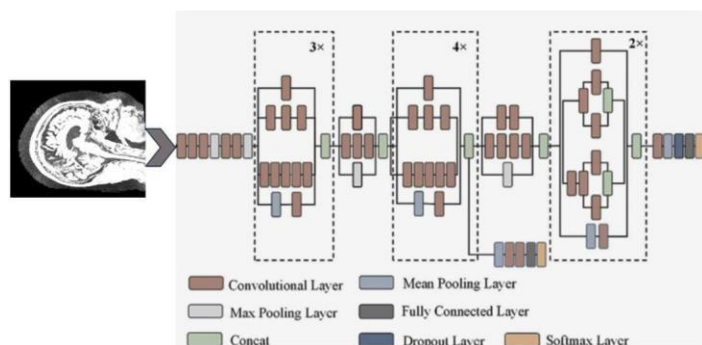 3× 4× 2×
Convolutional Layer Mean Pooling Layer
Max Pooling Layer Fully Connected Layer
Concat Dropout Layer Softmax Layer